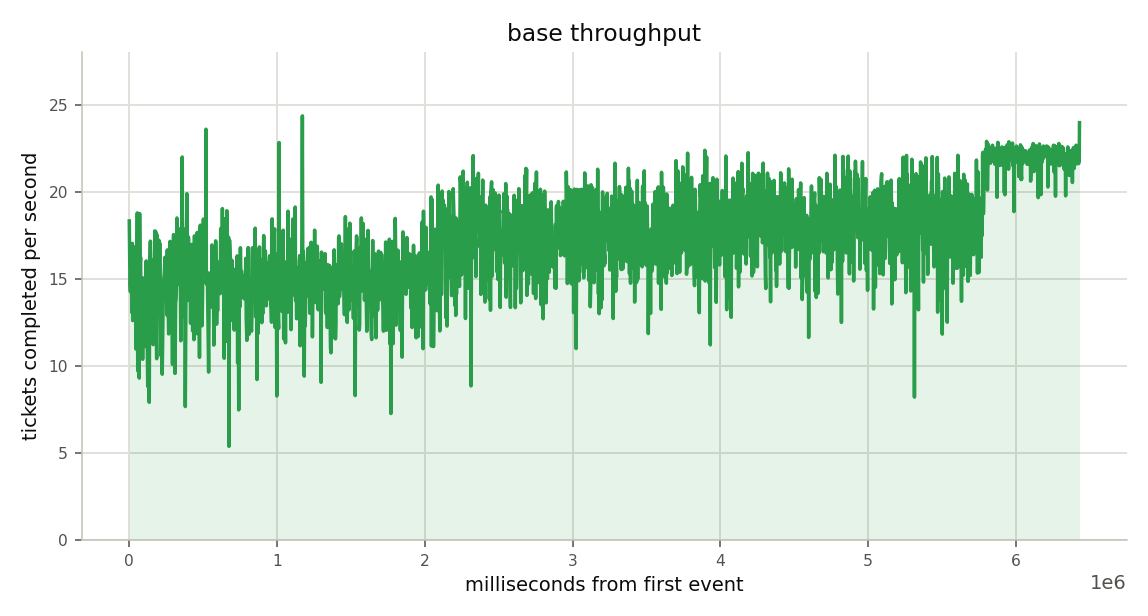 base throughput
tickets completed per second
25
20
15
10
5
0
0 1 2 3 4 5 6
1e6
milliseconds from first event